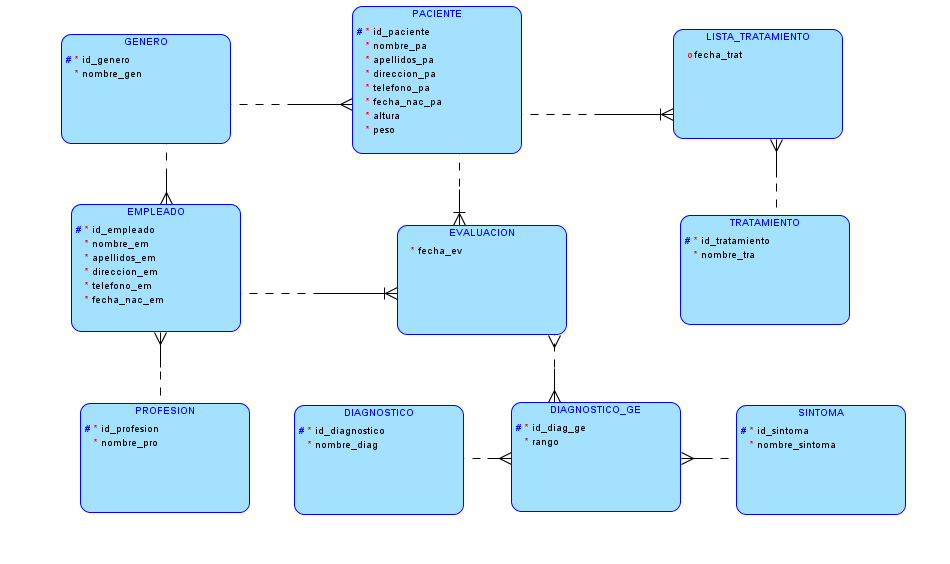 GENERO
# * id_genero
* nombre_gen
PACIENTE
# * id_paciente
* nombre_pa
* apellidos_pa
* direccion_pa
* telefono_pa
* fecha_nac_pa
* altura
* peso
LISTA_TRATAMIENTO
o fecha_trat
EMPLEADO
# * id_empleado
* nombre_em
* apellidos_em
* direccion_em
* telefono_em
* fecha_nac_em
EVALUACION
* fecha_ev
TRATAMIENTO
# * id_tratamiento
* nombre_tra
PROFESION
# * id_profesion
* nombre_pro
DIAGNOSTICO
# * id_diagnostico
* nombre_diag
DIAGNOSTICO_GE
# * id_diag_ge
* rango
SINTOMA
# * id_sintoma
* nombre_sintoma